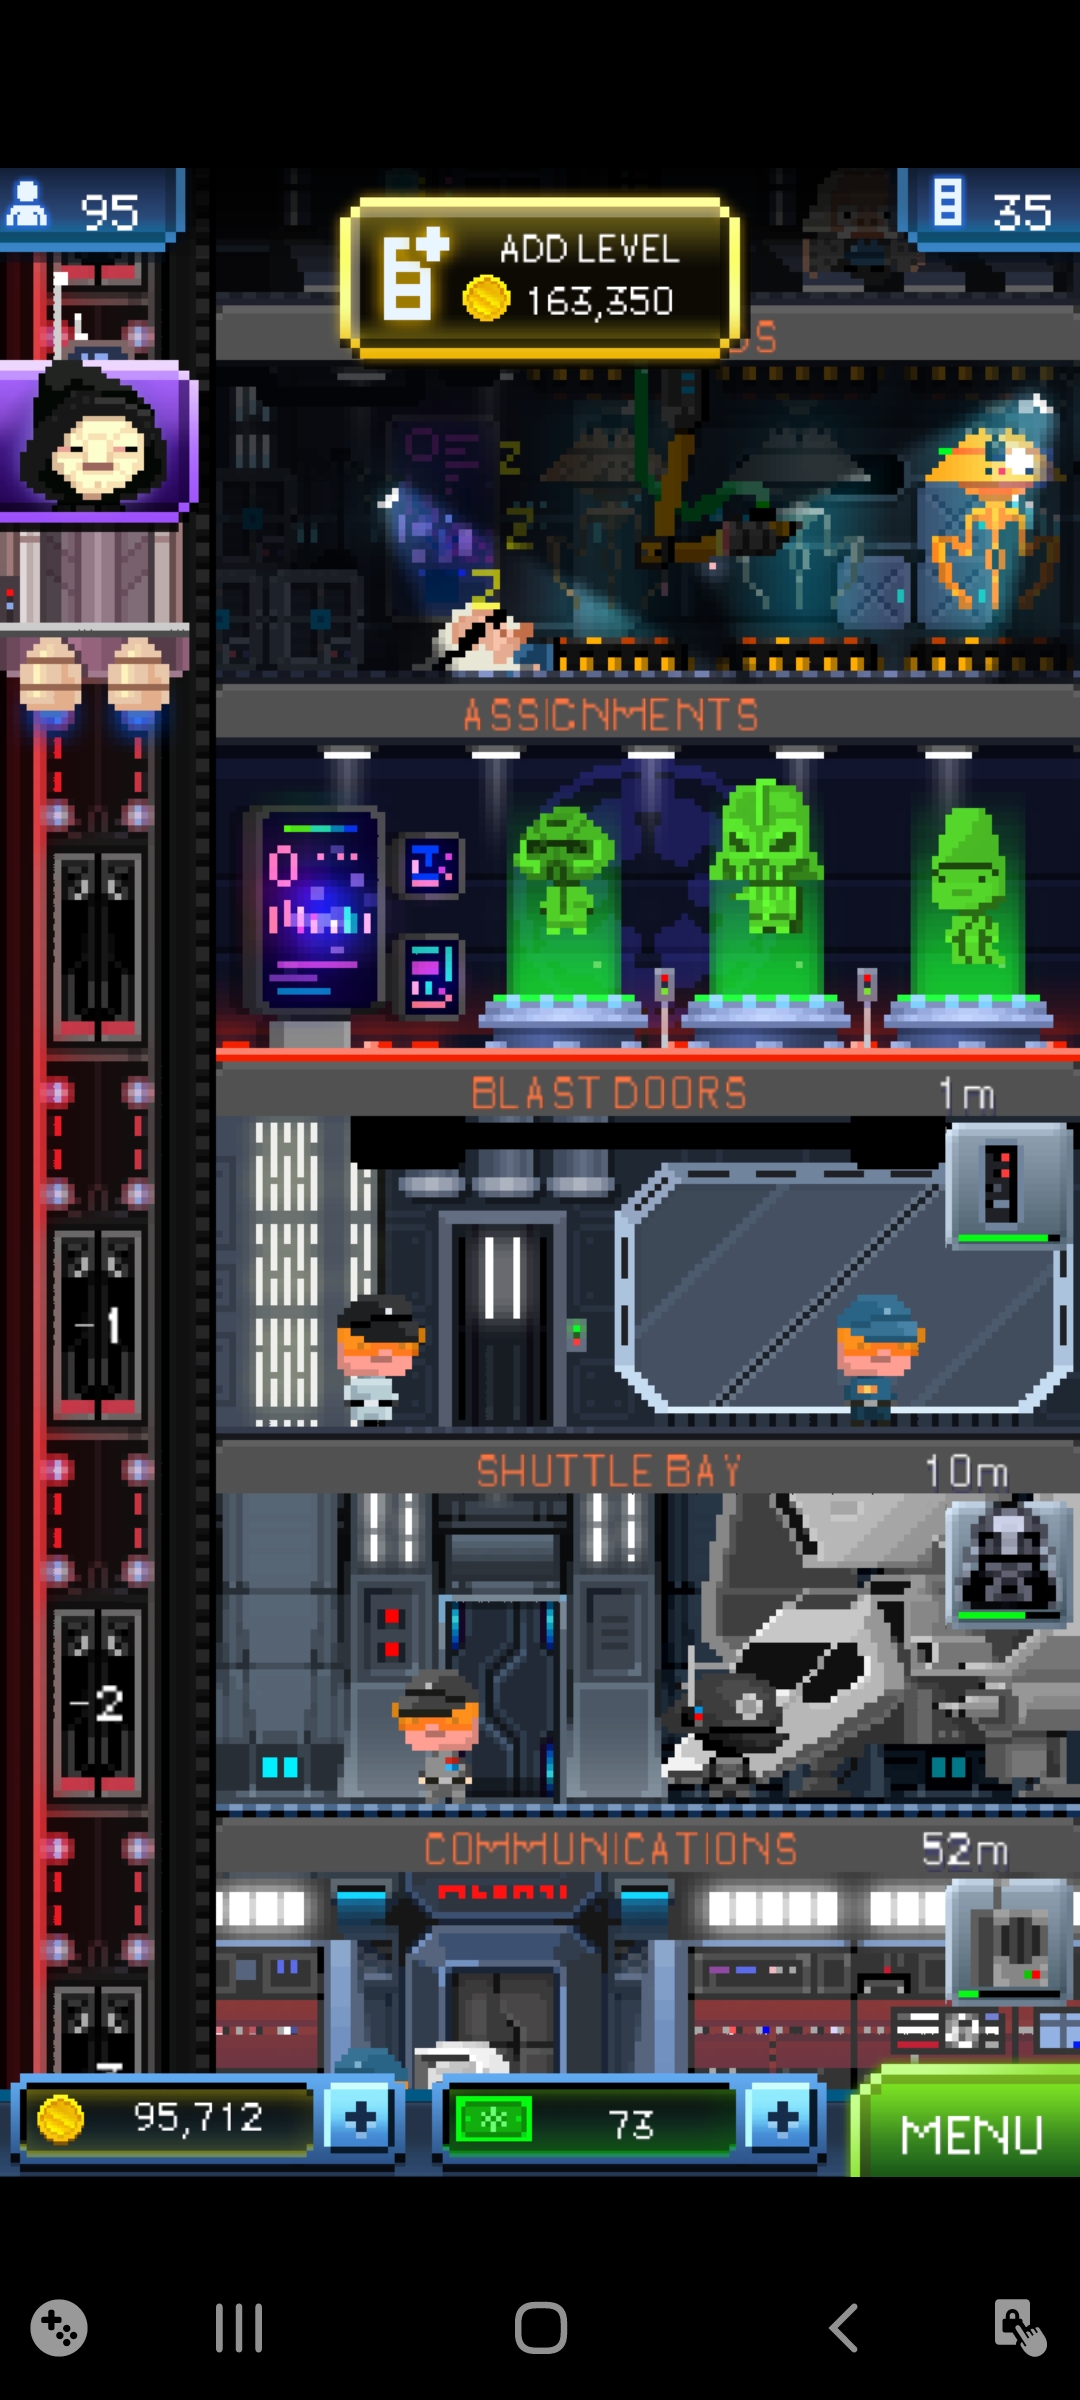 95
ADD LEVEL
163,350
35
DS
Z
Z
Z
ASSIGNMENTS
BLAST DOORS 1m
-1
SHUTTLE BAY 10m
-2
COMMUNICATIONS 52m
95,712
73
MENU